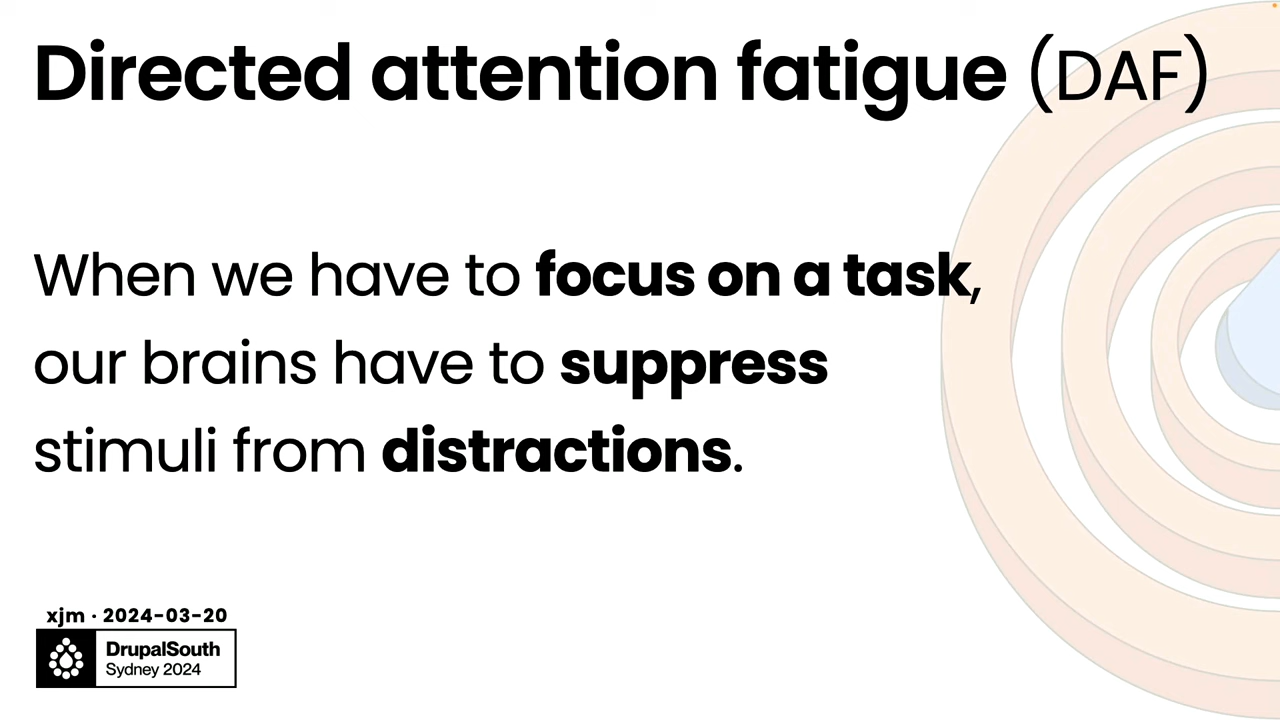 Directed attention fatigue (DAF)
When we have to focus on a task,
our brains have to suppress
stimuli from distractions.
xjm · 2024-03-20
DrupalSouth
Sydney 2024